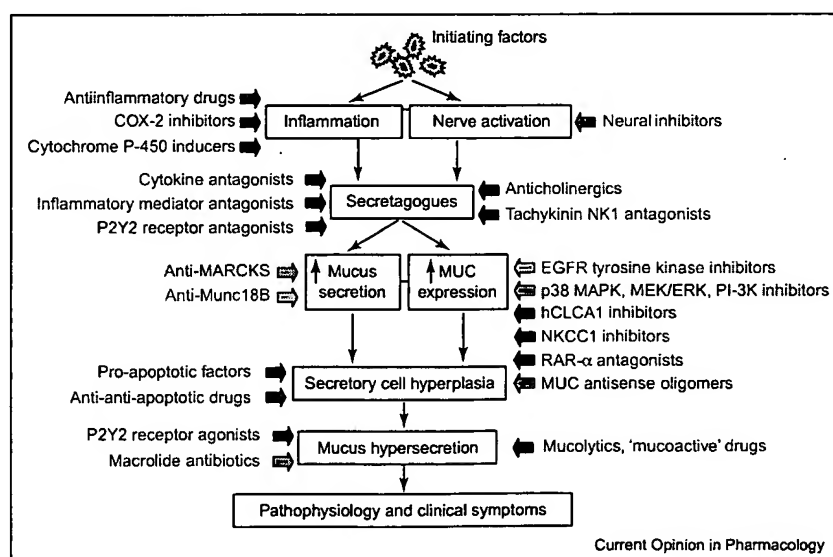 Initiating factors
Antiinflammatory drugs
COX-2 inhibitors
Cytochrome P-450 inducers
Inflammation
Nerve activation
Neural inhibitors
Cytokine antagonists
Inflammatory mediator antagonists
P2Y2 receptor antagonists
Secretagogues
Anticholinergics
Tachykinin NK1 antagonists
Anti-MARCKS
Anti-Munc18B
Mucus
secretion
MUC
expression
EGFR tyrosine kinase inhibitors
p38 MAPK, MEK/ERK, PI-3K inhibitors
hCLCA1 inhibitors
NKCC1 inhibitors
RAR-α antagonists
MUC antisense oligomers
Pro-apoptotic factors
Anti-anti-apoptotic drugs
Secretory cell hyperplasia
P2Y2 receptor agonists
Macrolide antibiotics
Mucus hypersecretion
Mucolytics, 'mucoactive' drugs
Pathophysiology and clinical symptoms
Current Opinion in Pharmacology